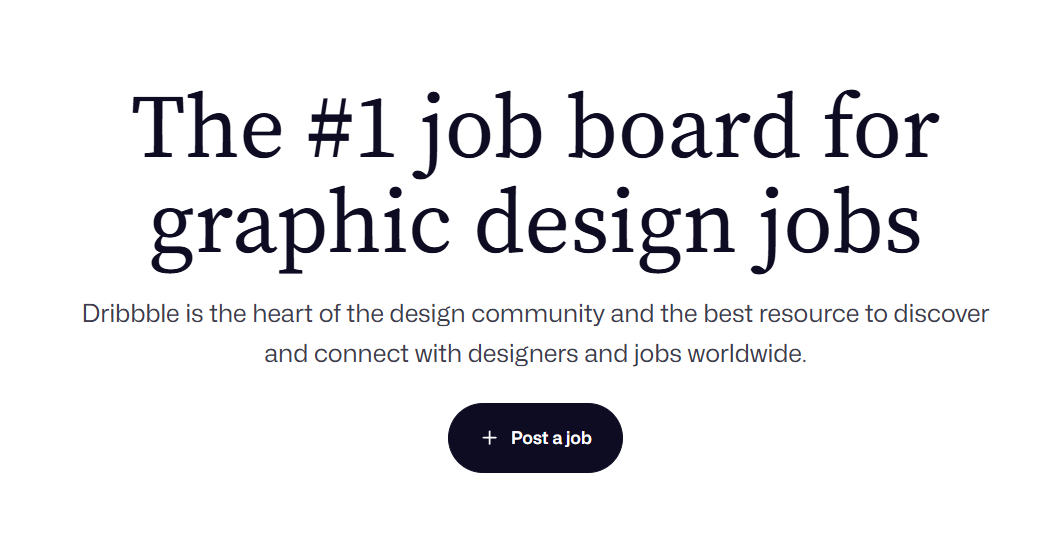 The #1 job board for
graphic design jobs
Dribbble is the heart of the design community and the best resource to discover
and connect with designers and jobs worldwide.
+ Post a job